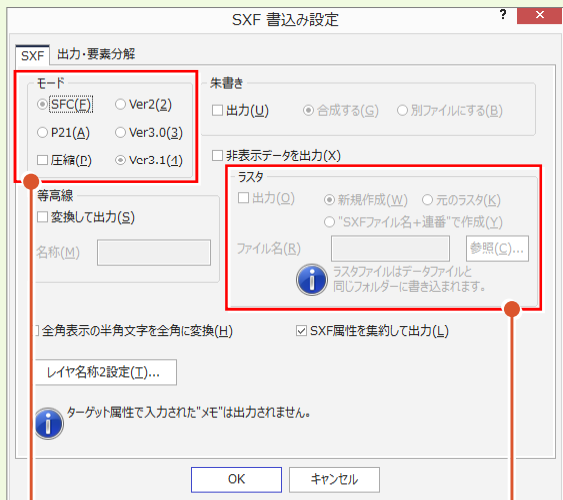 SXF 書込み設定
? ×
SXF 出力・要素分解
モード
SFC(F) Ver2(2)
P21(A) Ver3.0(3)
圧縮(P) Ver3.1(4)
朱書き
出力(U) 合成する(G) 別ファイルにする(B)
非表示データを出力(X)
等高線
変換して出力(S)
名称(M)
ラスタ
出力(O) 新規作成(W) 元のラスタ(K)
"SXFファイル名+連番"で作成(Y)
ファイル名(R) 参照(C)...
ラスタファイルはデータファイルと
同じフォルダーに書き込まれます。
全角表示の半角文字を全角に変換(H) SXF属性を集約して出力(L)
レイヤ名称2設定(T)...
ターゲット属性で入力された"メモ"は出力されません。
OK キャンセル